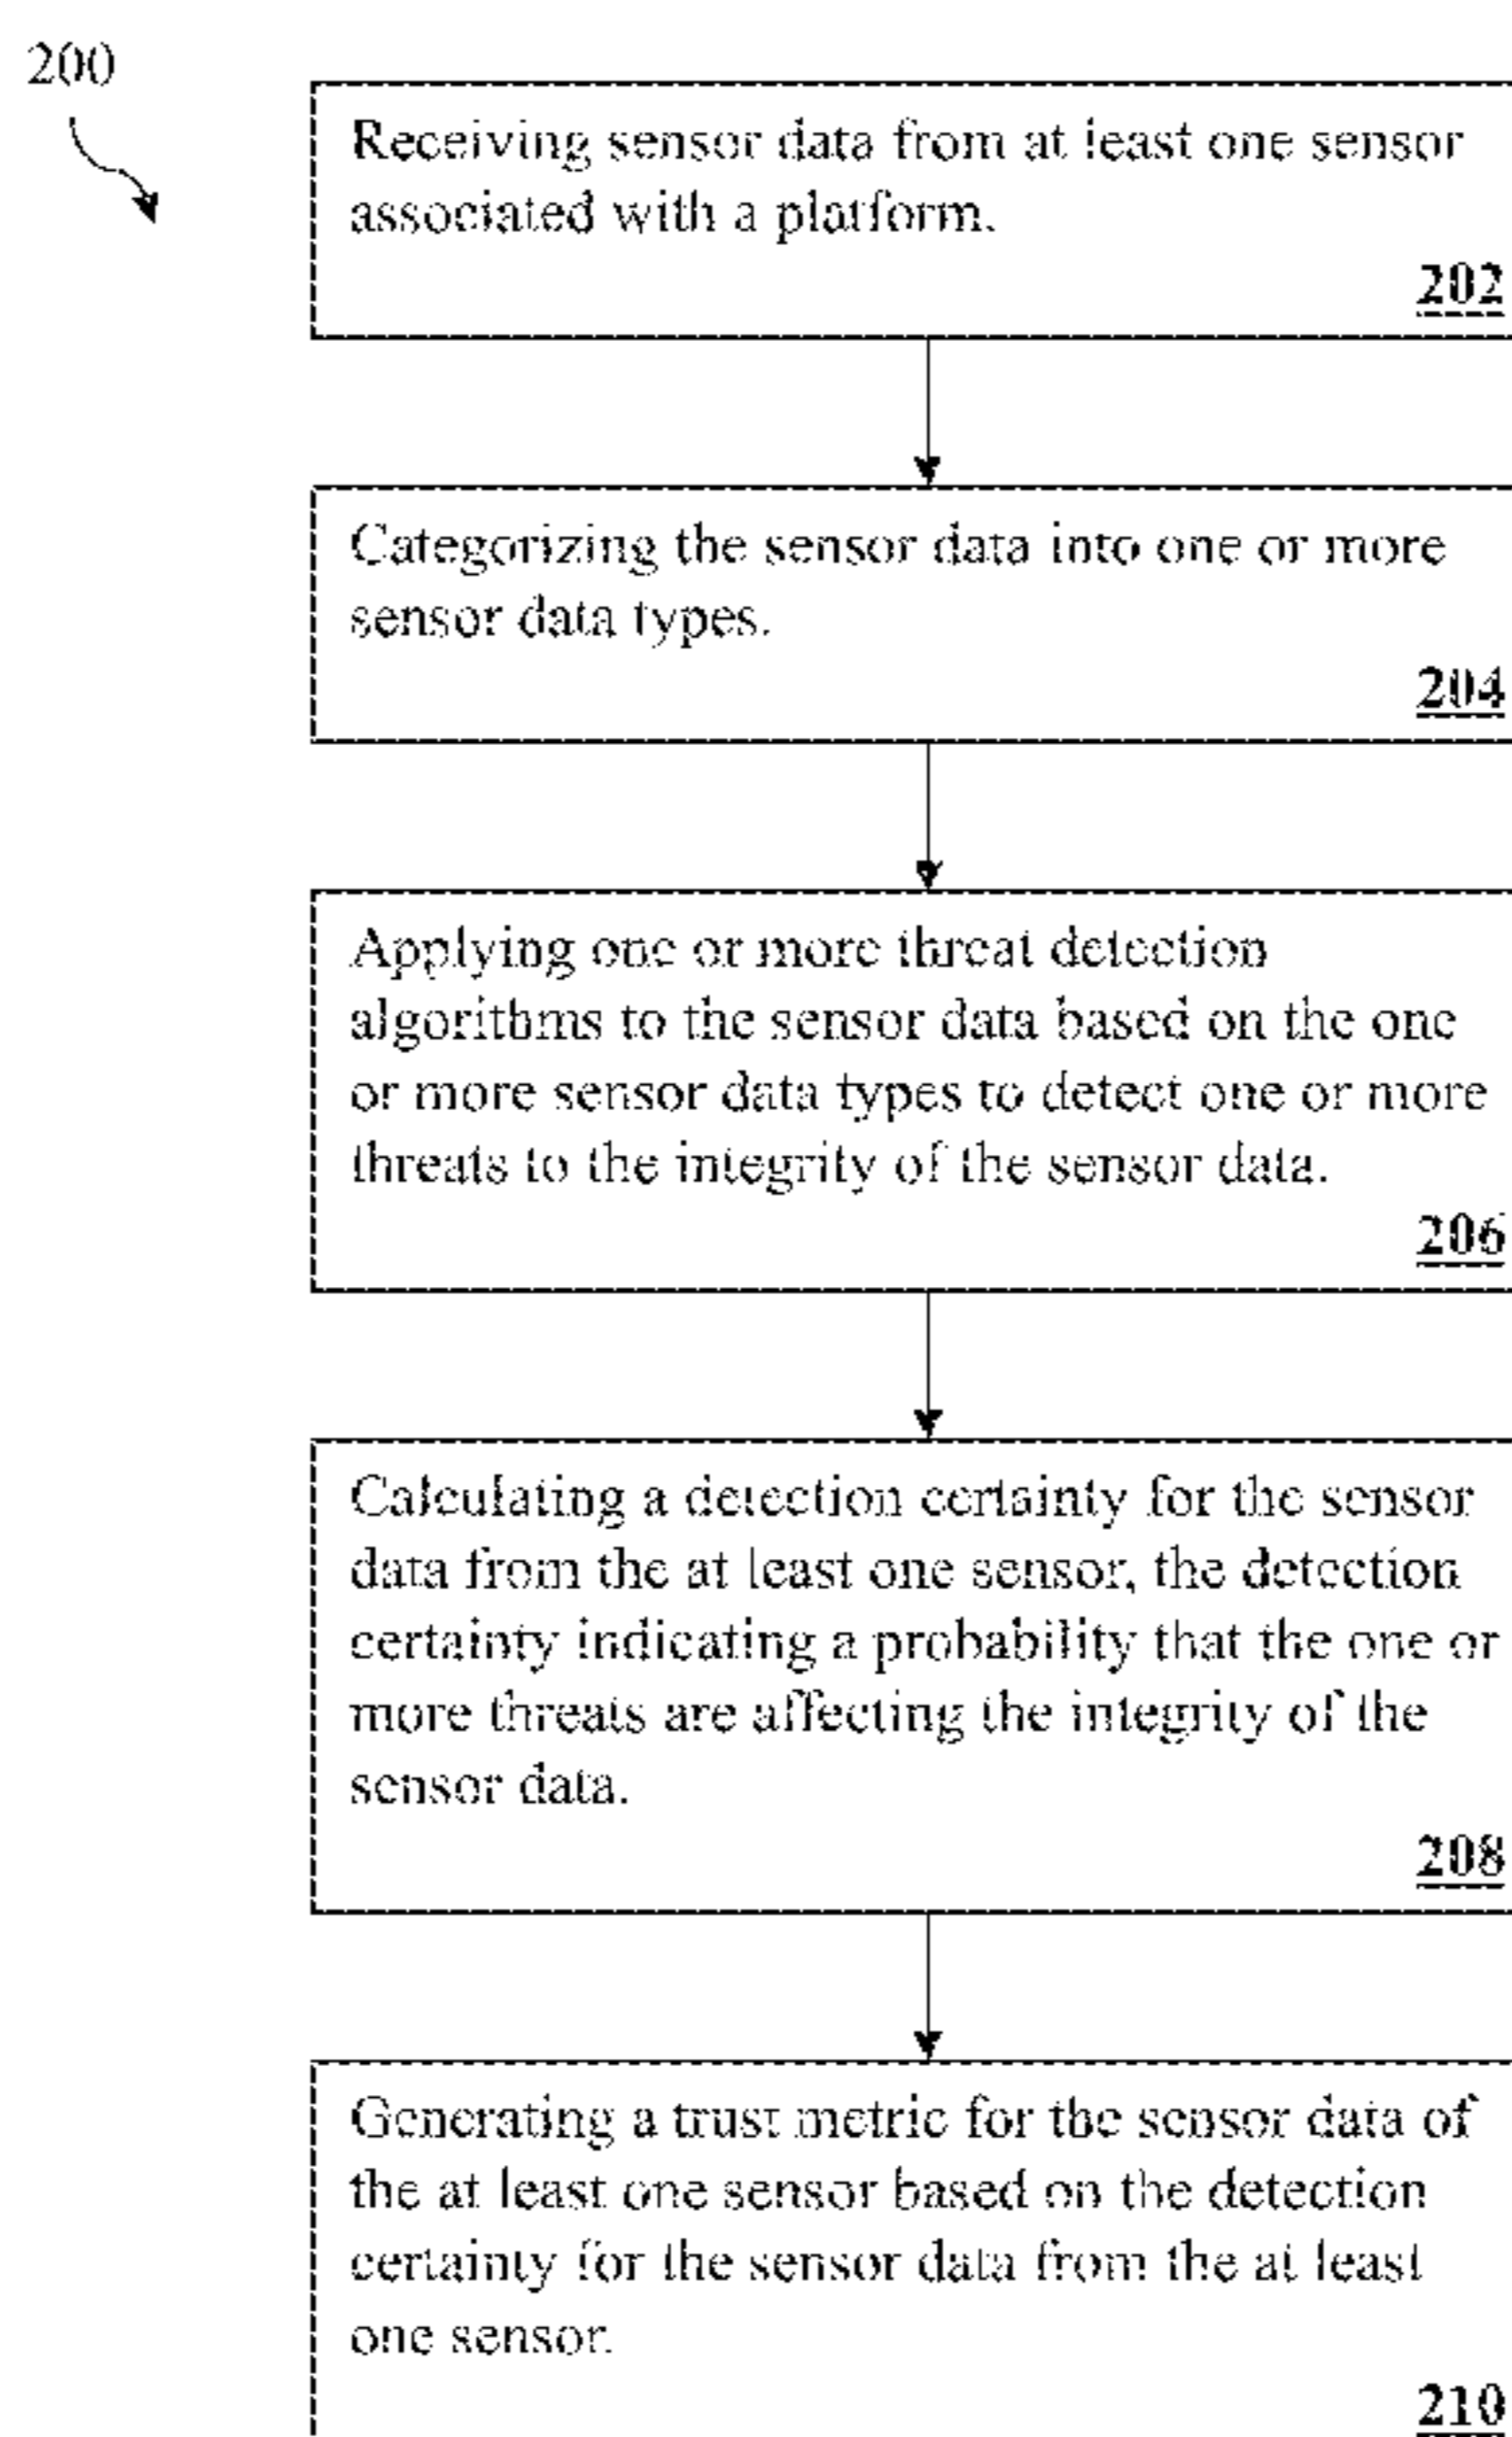 200
Receiving sensor data from at least one sensor
associated with a platform.
202
Categorizing the sensor data into one or more
sensor data types.
204
Applying one or more threat detection
algorithms to the sensor data based on the one
or more sensor data types to detect one or more
threats to the integrity of the sensor data.
206
Calculating a detection certainty for the sensor
data from the at least one sensor, the detection
certainty indicating a probability that the one or
more threats are affecting the integrity of the
sensor data.
208
Generating a trust metric for the sensor data of
the at least one sensor based on the detection
certainty for the sensor data from the at least
one sensor.
210